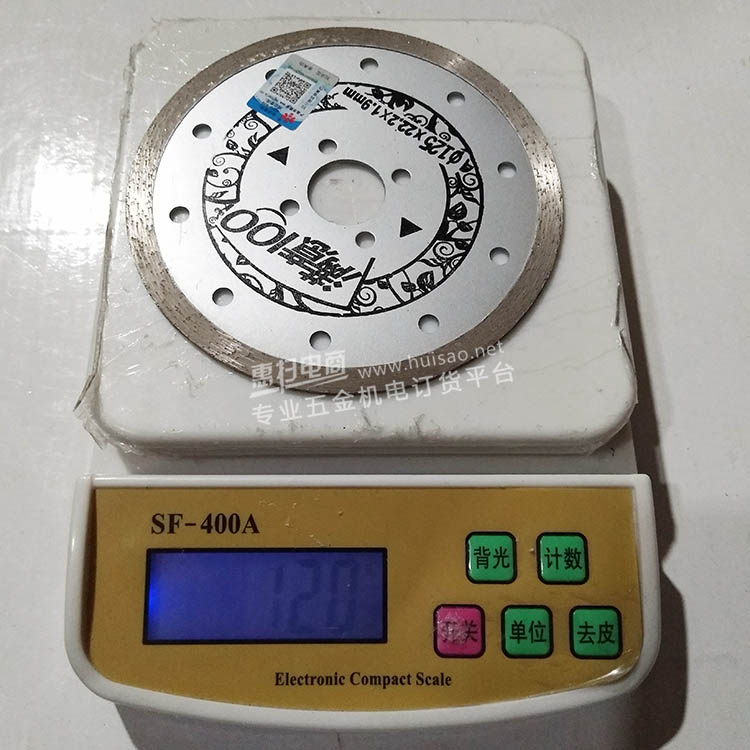 A φ125×22.2×1.9mm
满意100
惠扫电商 www.huisao.net
专业五金机电订货平台
SF-400A
背光 计数
120
开关 单位 去皮
Electronic Compact Scale